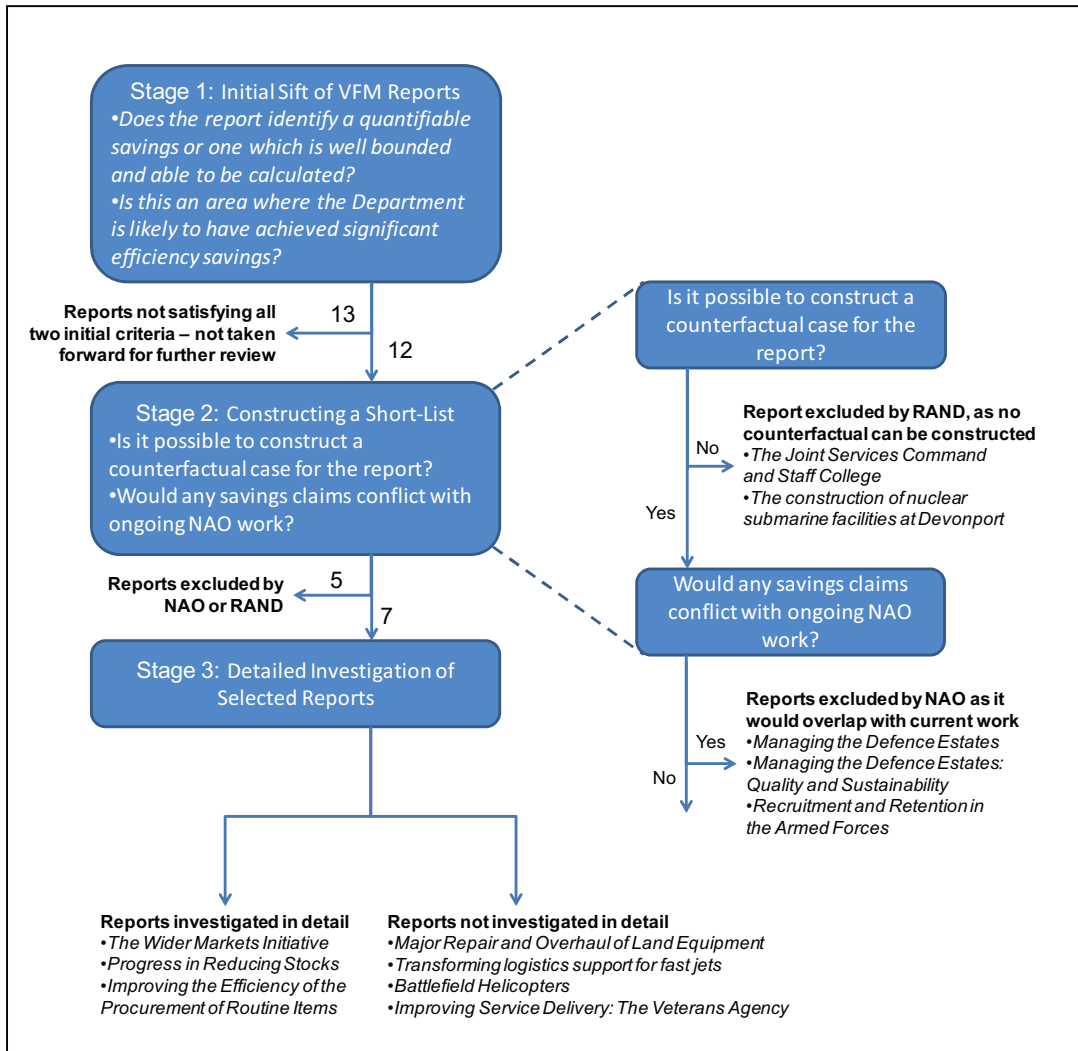 Stage 1: Initial Sift of VFM Reports
•Does the report identify a quantifiable
savings or one which is well bounded
and able to be calculated?
•Is this an area where the Department
is likely to have achieved significant
efficiency savings?
Reports not satisfying all
two initial criteria – not taken
forward for further review
13
12
Stage 2: Constructing a Short-List
•Is it possible to construct a
counterfactual case for the report?
•Would any savings claims conflict with
ongoing NAO work?
Reports excluded by
NAO or RAND
5
7
Stage 3: Detailed Investigation of
Selected Reports
Reports investigated in detail
•The Wider Markets Initiative
•Progress in Reducing Stocks
•Improving the Efficiency of the
Procurement of Routine Items
Reports not investigated in detail
•Major Repair and Overhaul of Land Equipment
•Transforming logistics support for fast jets
•Battlefield Helicopters
•Improving Service Delivery: The Veterans Agency
Is it possible to construct a
counterfactual case for the
report?
No
Report excluded by RAND, as no
counterfactual can be constructed
•The Joint Services Command
and Staff College
•The construction of nuclear
submarine facilities at Devonport
Yes
Would any savings claims
conflict with ongoing NAO
work?
Yes
Reports excluded by NAO as it
would overlap with current work
•Managing the Defence Estates
•Managing the Defence Estates:
Quality and Sustainability
•Recruitment and Retention in
the Armed Forces
No